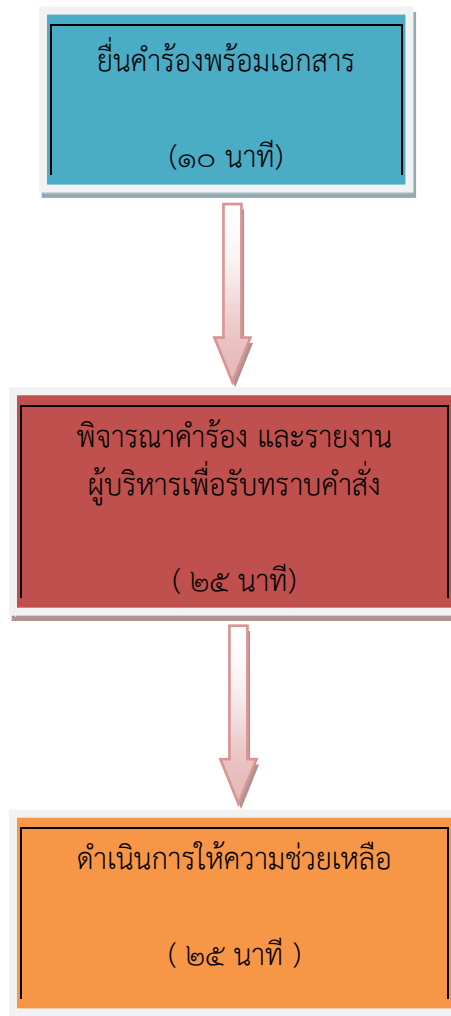 ยื่นคำร้องพร้อมเอกสาร
(๑๐ นาที)
พิจารณาคำร้อง และรายงาน
ผู้บริหารเพื่อรับทราบคำสั่ง
( ๒๕ นาที)
ดำเนินการให้ความช่วยเหลือ
( ๒๕ นาที )